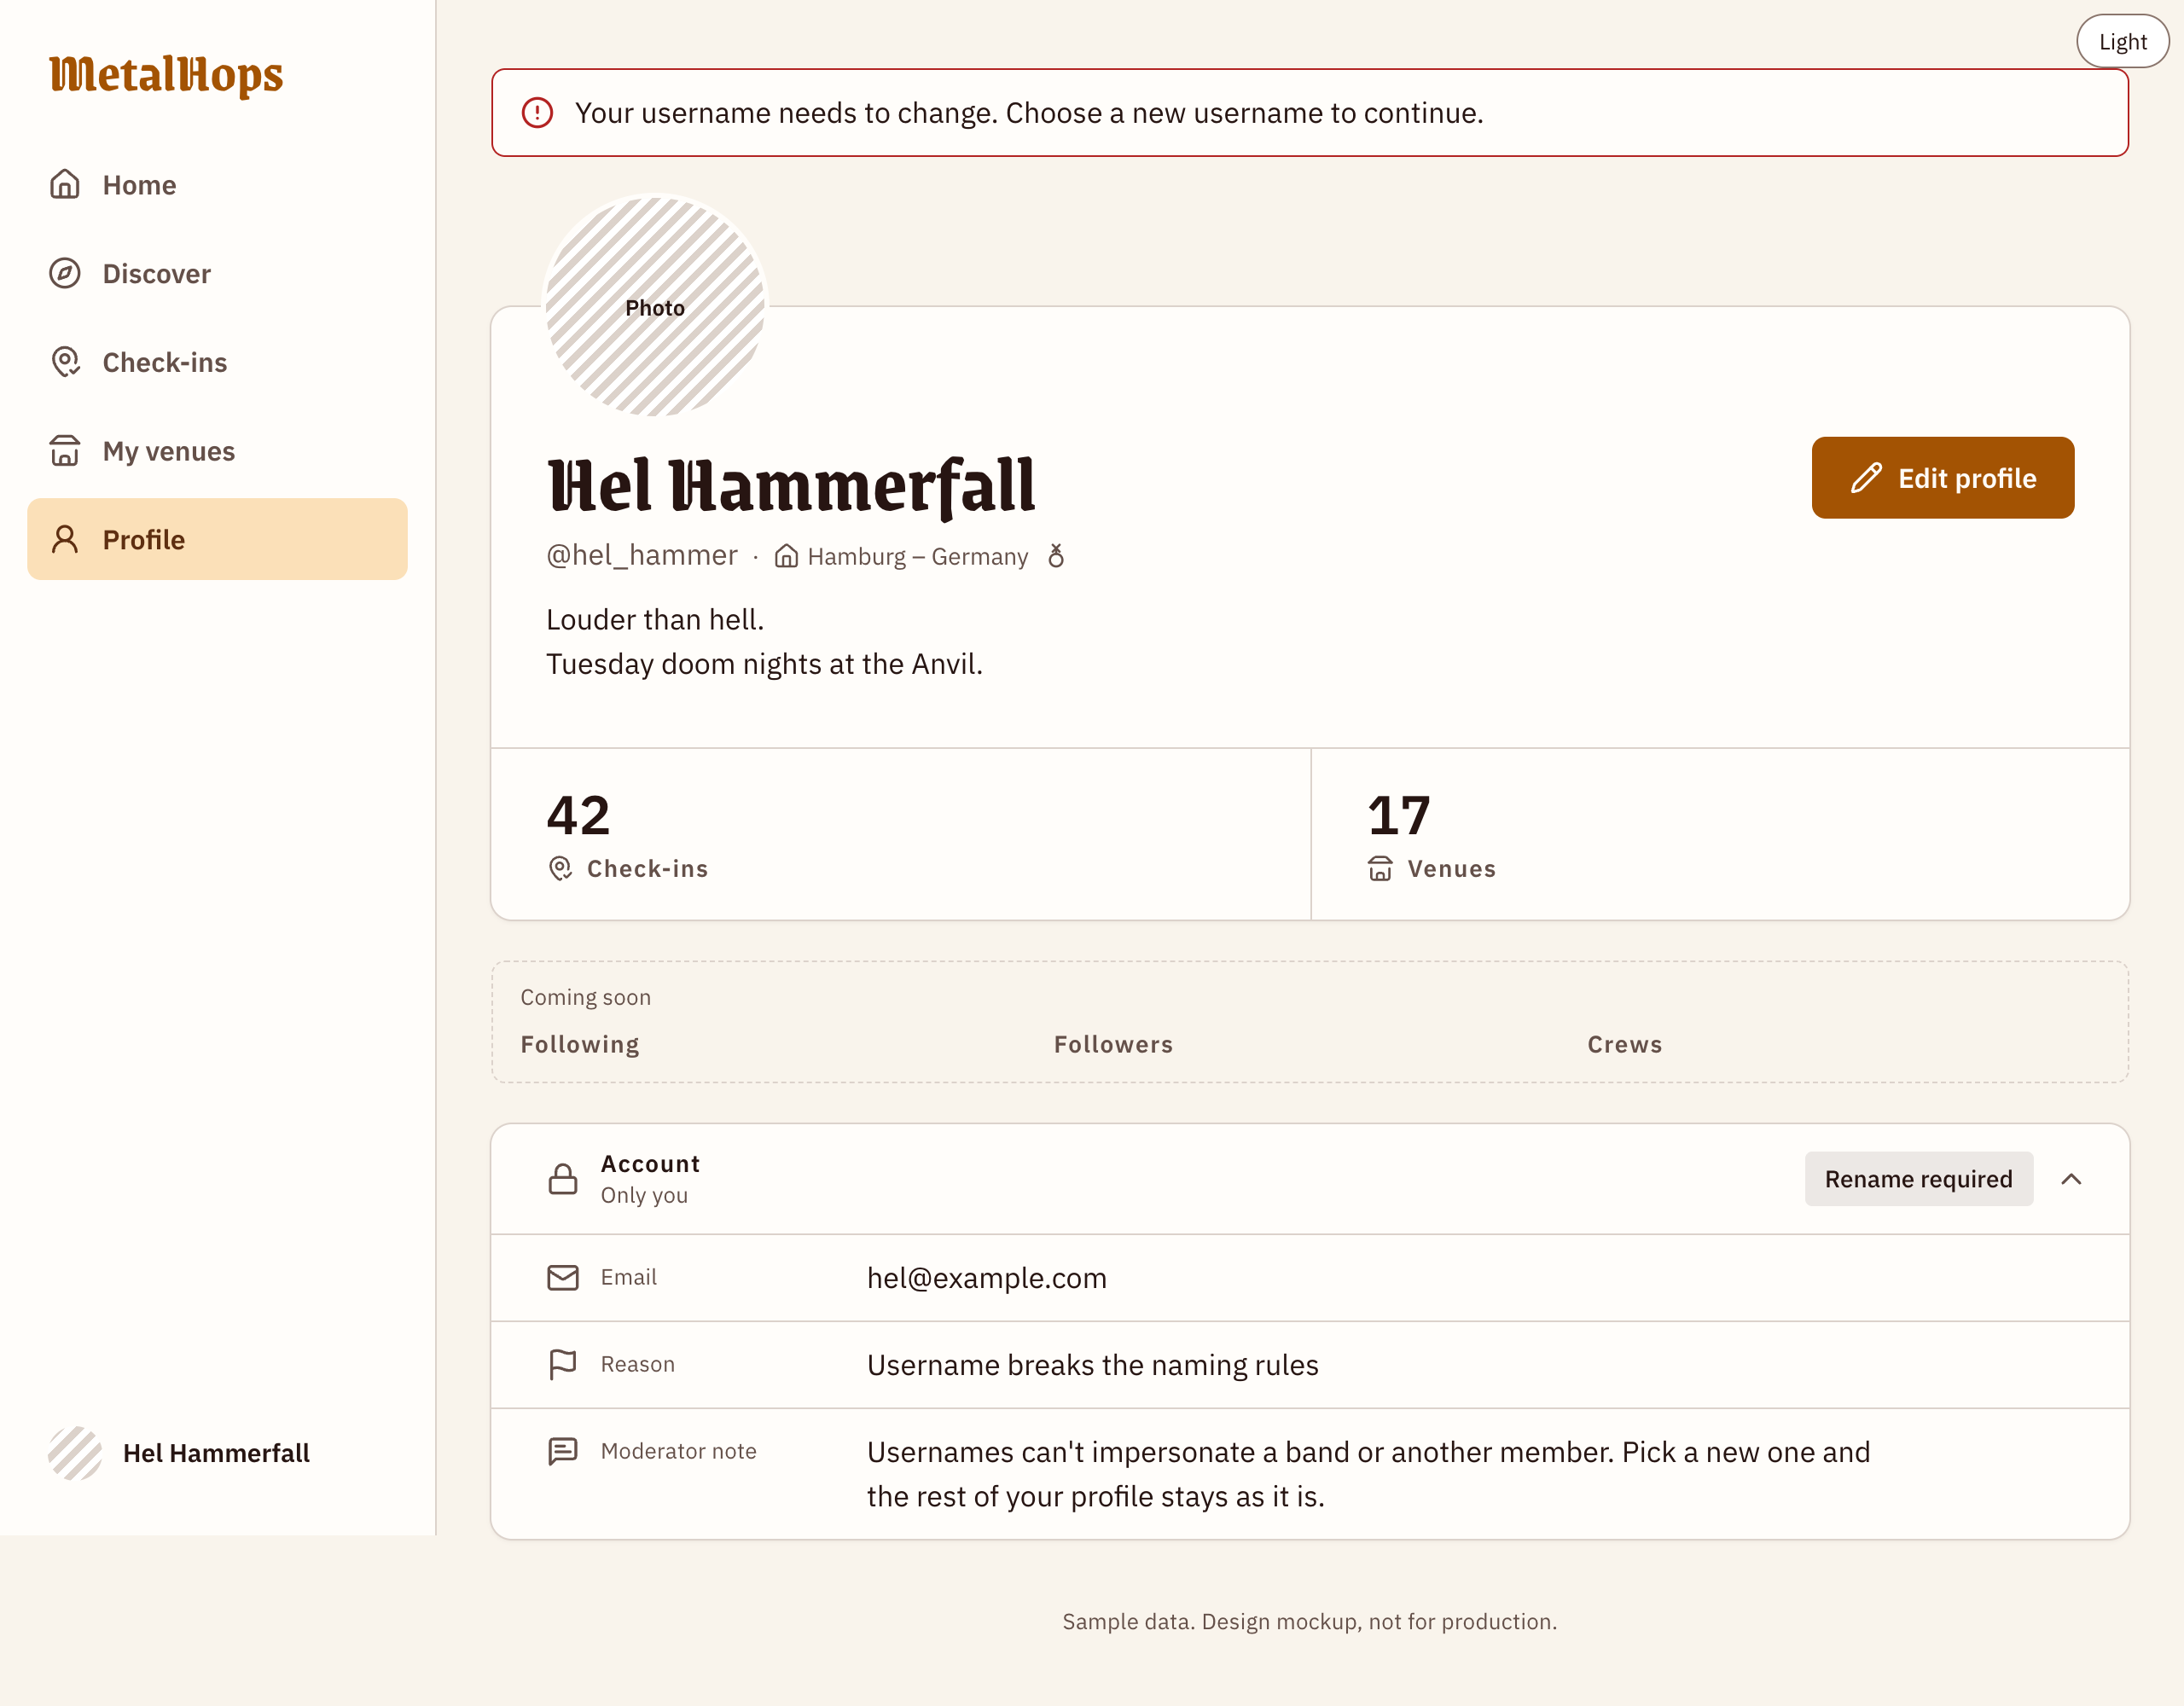 MetalHops
Light
Home
Discover
Check-ins
My venues
Profile
Hel Hammerfall
Your username needs to change. Choose a new username to continue.
Photo
Hel Hammerfall
Edit profile
@hel_hammer · Hamburg – Germany
Louder than hell.
Tuesday doom nights at the Anvil.
42
Check-ins
17
Venues
Coming soon
Following
Followers
Crews
Account
Only you
Rename required
Email
hel@example.com
Reason
Username breaks the naming rules
Moderator note
Usernames can't impersonate a band or another member. Pick a new one and
the rest of your profile stays as it is.
Sample data. Design mockup, not for production.